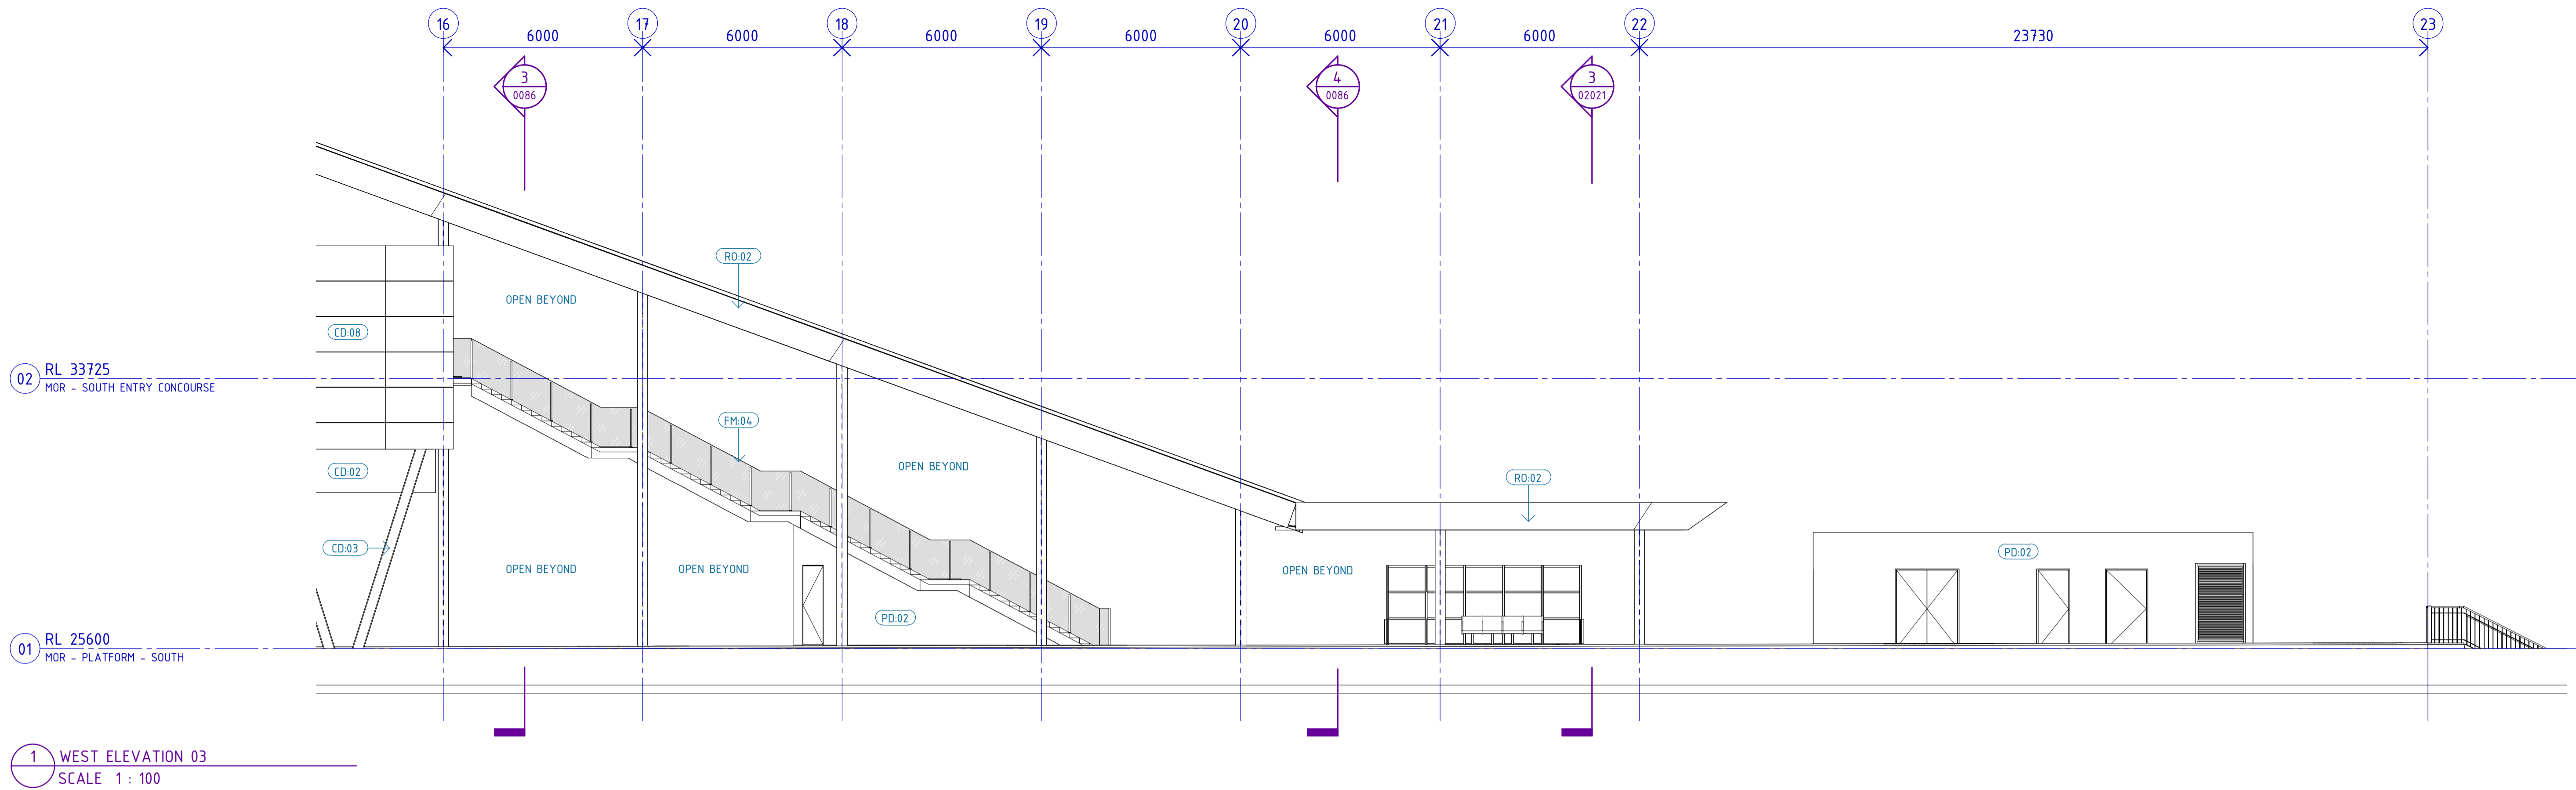 16
17
18
19
20
21
22
23
6000
6000
6000
6000
6000
6000
23730
3
0086
4
0086
3
02021
RO:02
OPEN BEYOND
CD:08
02
RL 33725
MOR - SOUTH ENTRY CONCOURSE
FM:04
OPEN BEYOND
CD:02
RO:02
CD:03
PD:02
OPEN BEYOND
OPEN BEYOND
OPEN BEYOND
PD:02
01
RL 25600
MOR - PLATFORM - SOUTH
1
WEST ELEVATION 03
SCALE 1 : 100